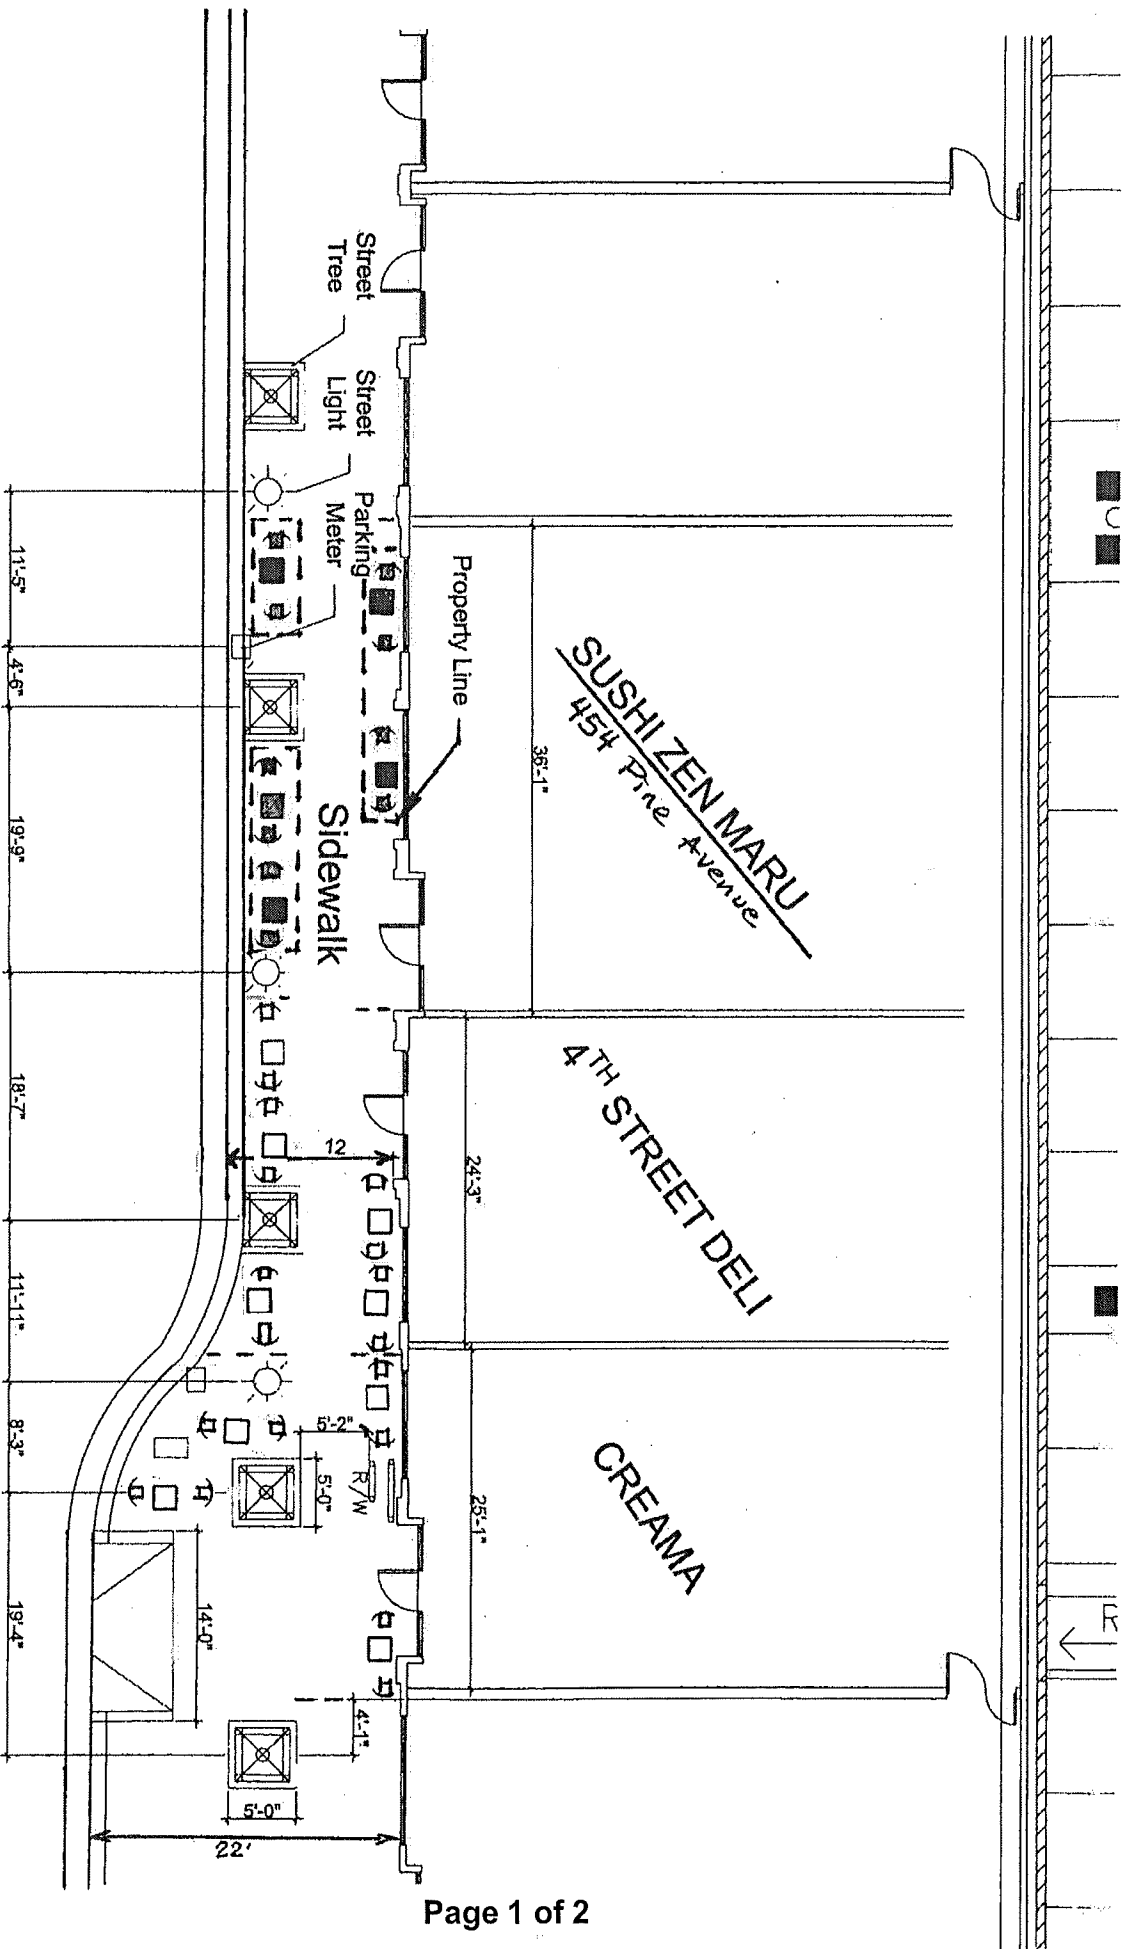 Street
Tree
Street
Light
Parking
Meter
Property Line
Sidewalk
SUSHI ZEN MARU
454 Pine Avenue
36'-1"
4TH STREET DELI
24'-3"
CREAMA
25'-1"
12
5'-2"
5'-0"
R/W
14'-0"
4'-1"
5'-0"
22'
11'-5"
4'-6"
19'-9"
18'-7"
11'-11"
8'-3"
19'-4"
R
Page 1 of 2